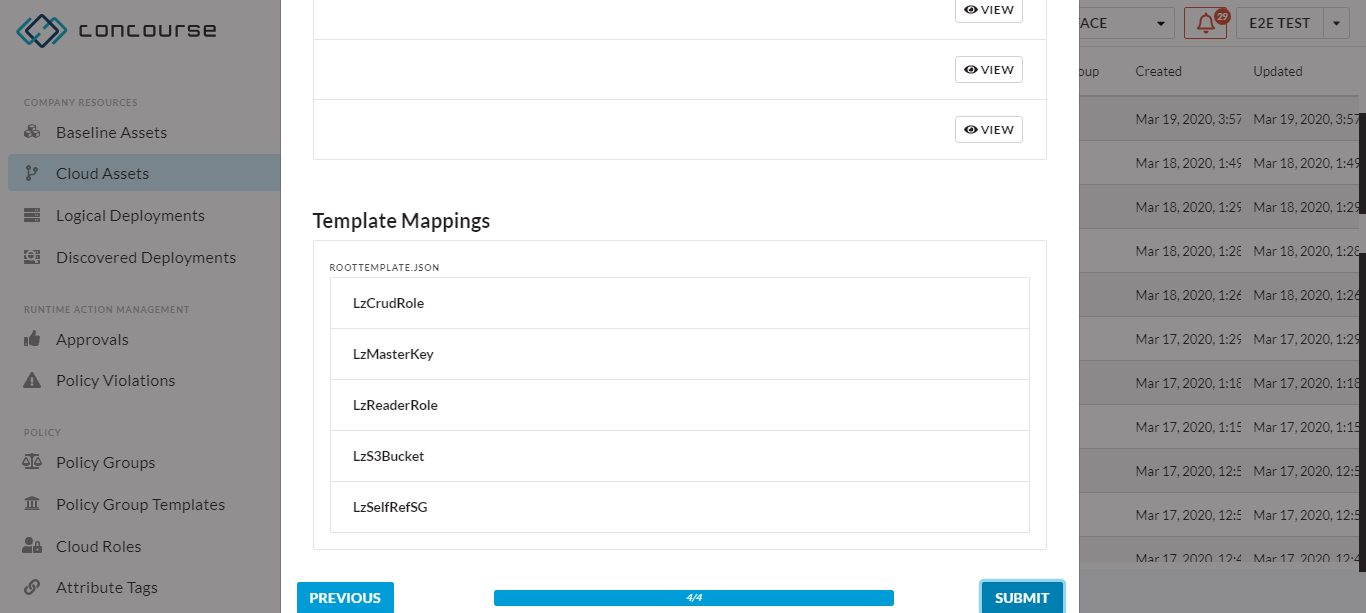 concourse
COMPANY RESOURCES
Baseline Assets
Cloud Assets
Logical Deployments
Discovered Deployments
RUNTIME ACTION MANAGEMENT
Approvals
Policy Violations
POLICY
Policy Groups
Policy Group Templates
Cloud Roles
Attribute Tags
VIEW
VIEW
VIEW
Template Mappings
ROOTTEMPLATE.JSON
LzCrudRole
LzMasterKey
LzReaderRole
LzS3Bucket
LzSelfRefSG
PREVIOUS
4/4
SUBMIT
29
E2E TEST
Created Updated
Mar 19, 2020, 3:57 Mar 19, 2020, 3:57
Mar 18, 2020, 1:49 Mar 18, 2020, 1:49
Mar 18, 2020, 1:29 Mar 18, 2020, 1:29
Mar 18, 2020, 1:28 Mar 18, 2020, 1:28
Mar 18, 2020, 1:26 Mar 18, 2020, 1:26
Mar 17, 2020, 1:29 Mar 17, 2020, 1:29
Mar 17, 2020, 1:18 Mar 17, 2020, 1:18
Mar 17, 2020, 1:15 Mar 17, 2020, 1:15
Mar 17, 2020, 12:5 Mar 17, 2020, 12:5
Mar 17, 2020, 12:5 Mar 17, 2020, 12:5
Mar 17, 2020, 12:4 Mar 17, 2020, 12:4